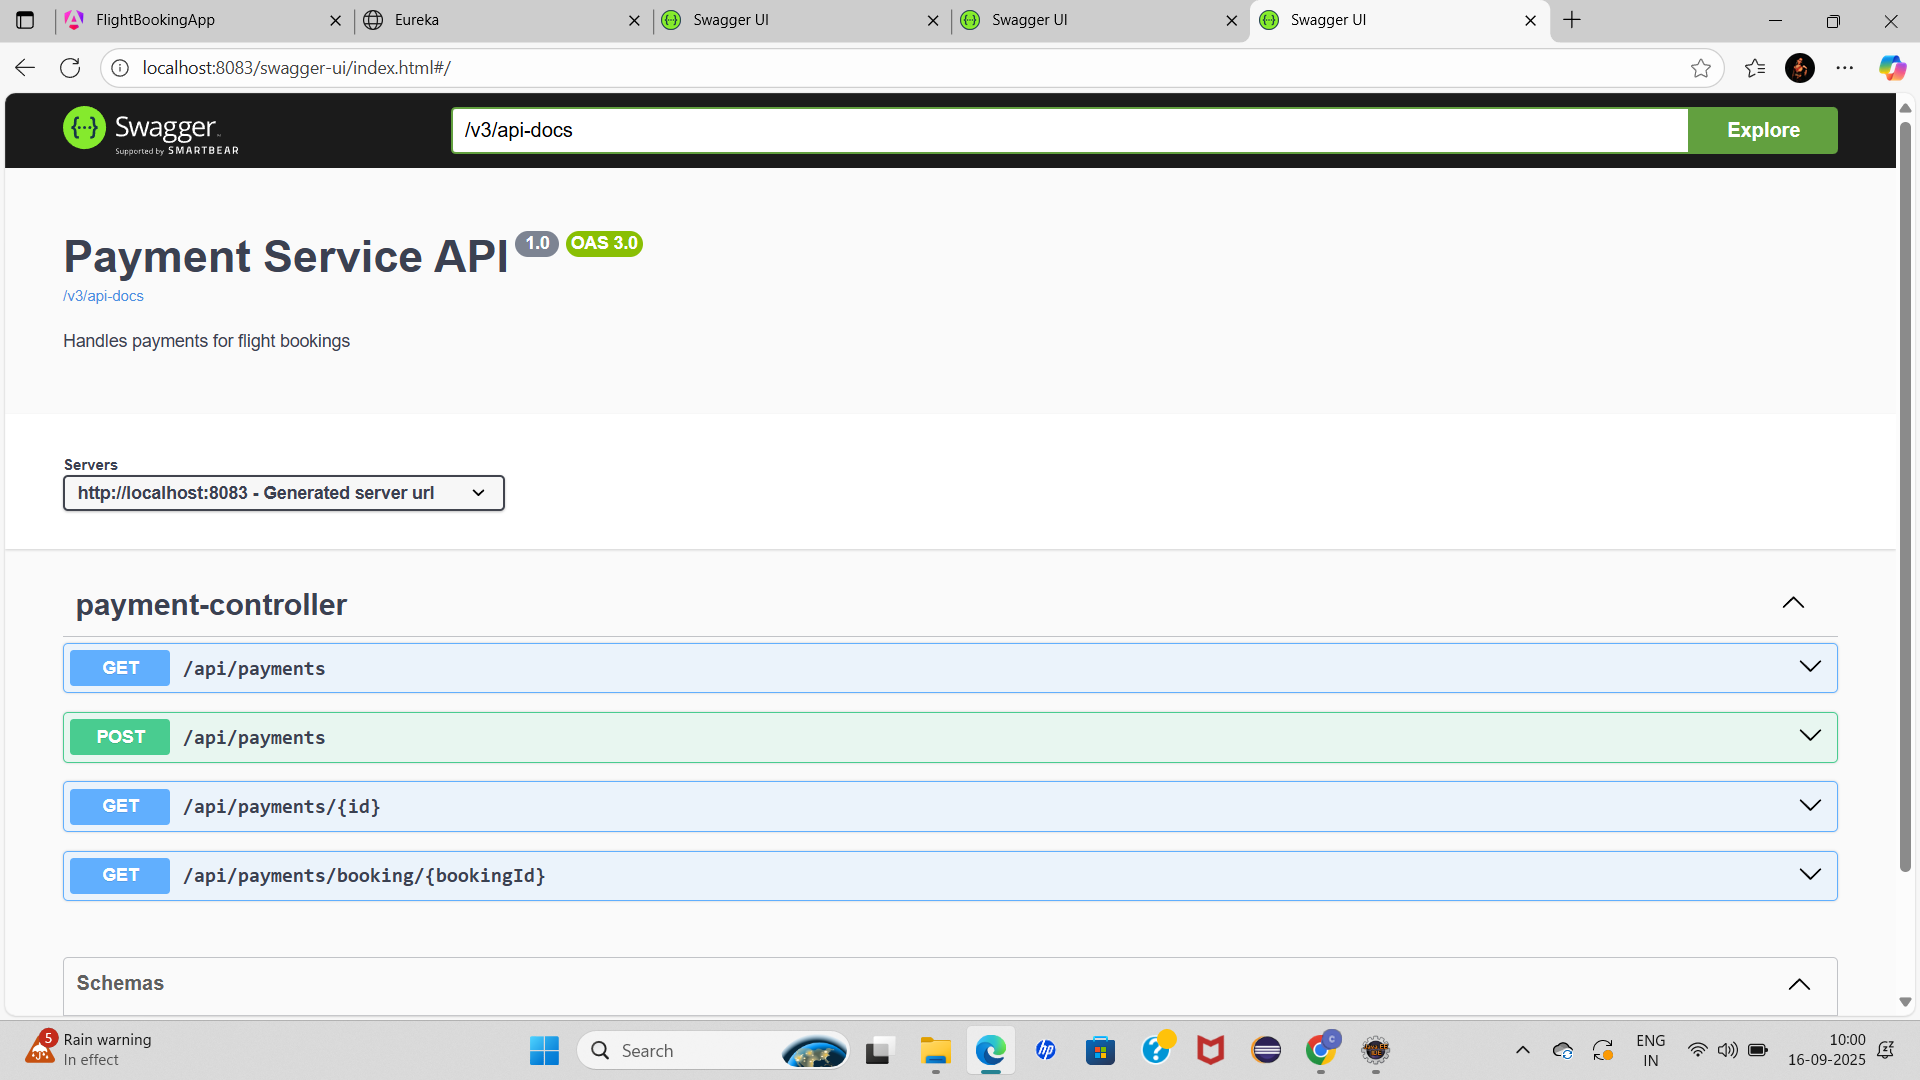 FlightBookingApp
Eureka
Swagger UI
Swagger UI
Swagger UI
localhost:8083/swagger-ui/index.html#/
Swagger
Supported by SMARTBEAR
/v3/api-docs
Explore
Payment Service API 1.0 OAS 3.0
/v3/api-docs
Handles payments for flight bookings
Servers
http://localhost:8083 - Generated server url
payment-controller
GET /api/payments
POST /api/payments
GET /api/payments/{id}
GET /api/payments/booking/{bookingId}
Schemas
5
Rain warning
In effect
Search
hp
c
ENG
IN
10:00
16-09-2025